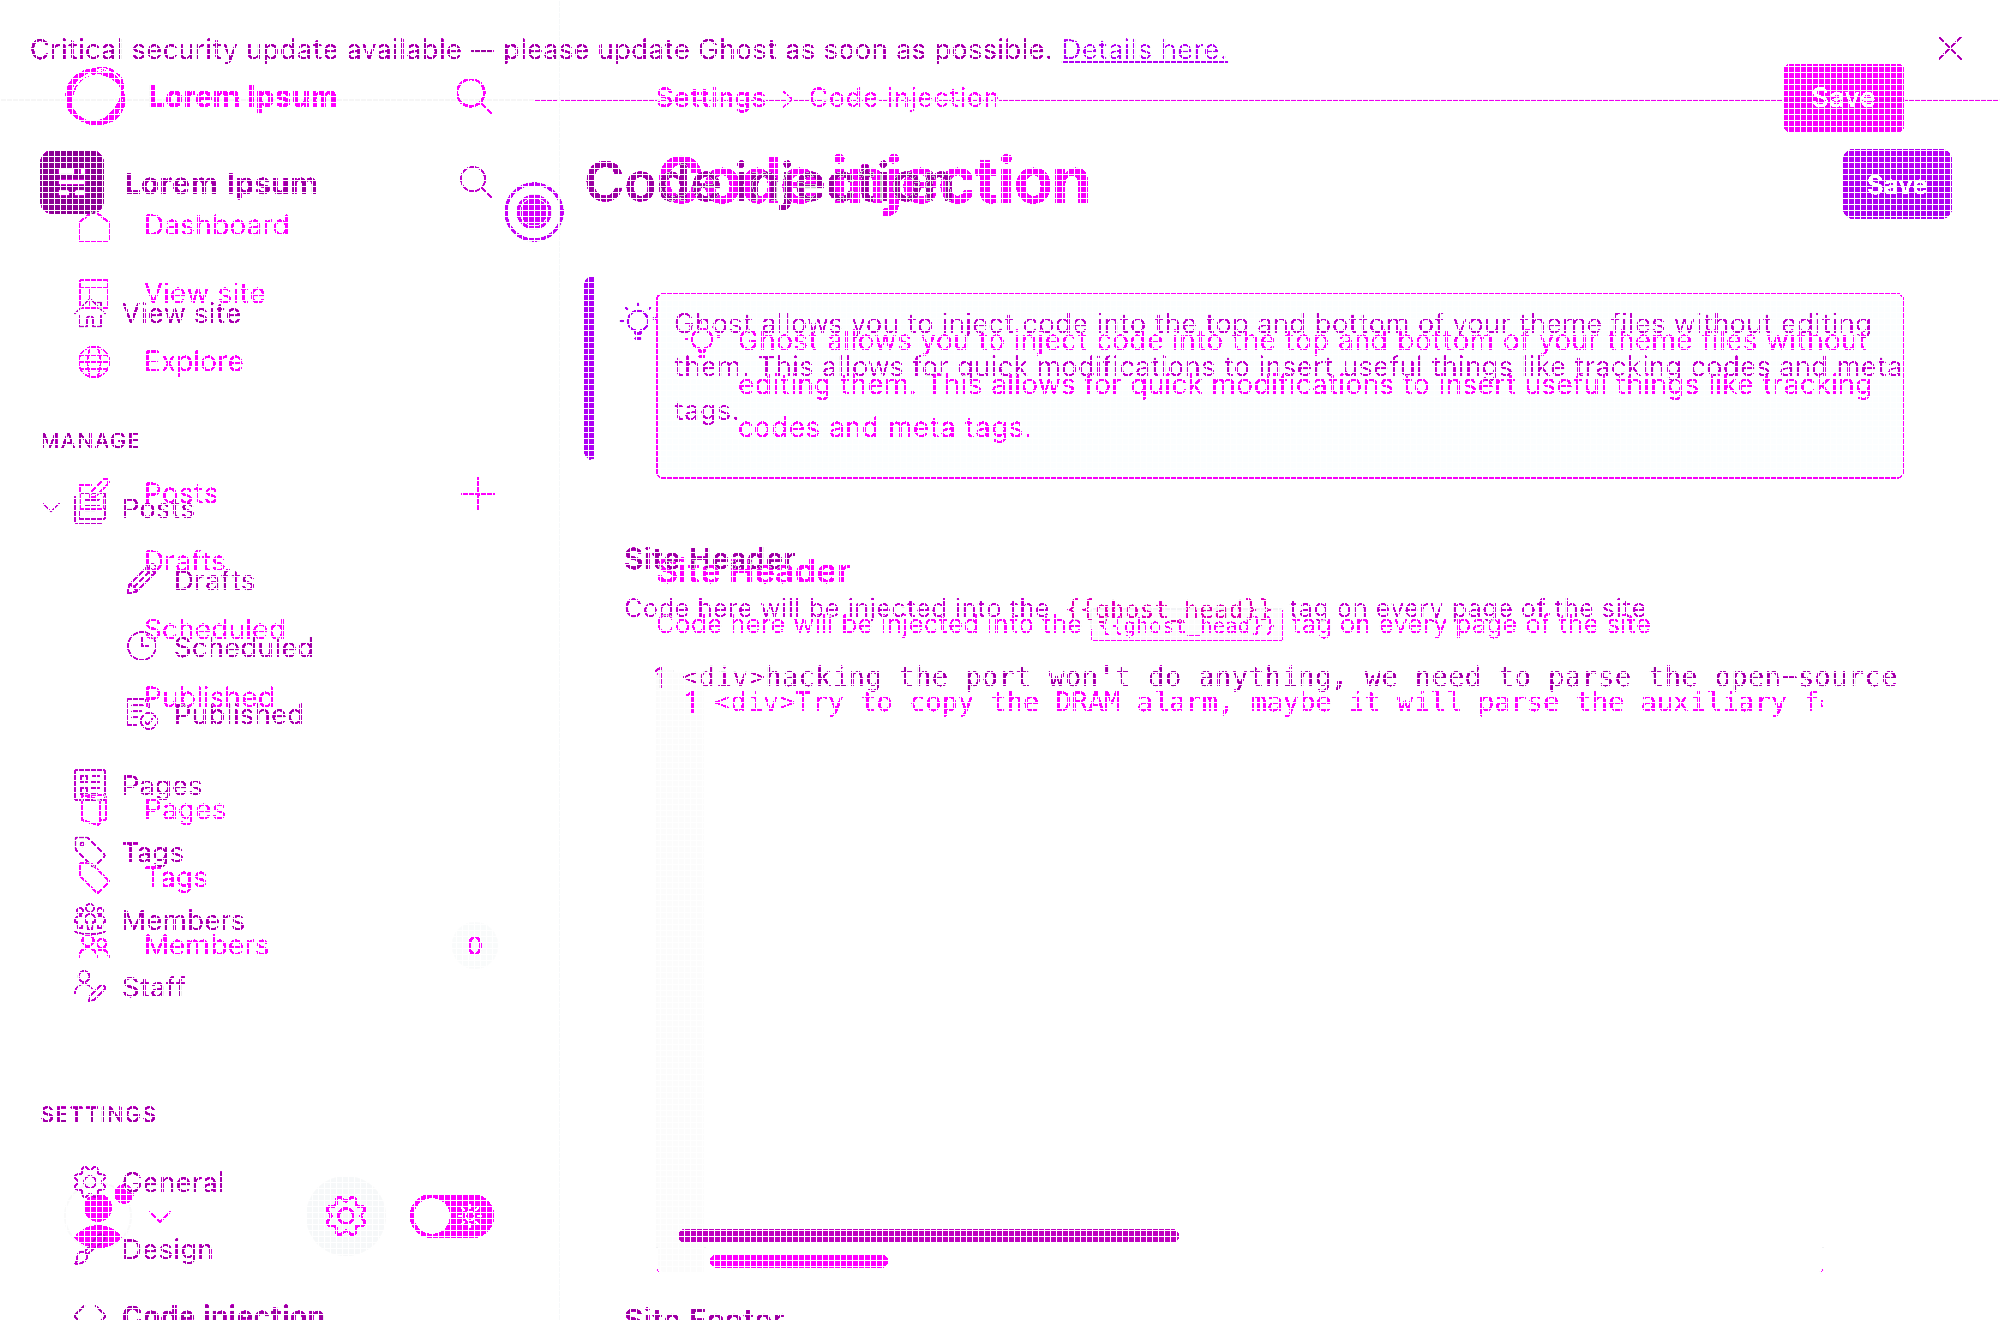 Critical security update available — please update Ghost as soon as possible. Details here.
Lorem Ipsum
Settings > Code injection
Save
Lorem Ipsum
Code injection
Code injection
Save
Dashboard
View site
View site
Explore
Ghost allows you to inject code into the top and bottom of your theme files without editing
them. This allows for quick modifications to insert useful things like tracking codes and meta
tags.
Ghost allows you to inject code into the top and bottom of your theme files without
editing them. This allows for quick modifications to insert useful things like tracking
codes and meta tags.
MANAGE
Posts
Posts
Drafts
Drafts
Scheduled
Scheduled
Published
Published
Pages
Pages
Tags
Tags
Members
Members
0
Staff
SETTINGS
General
Design
Code injection
Site Header
Site Header
Code here will be injected into the {{ghost_head}} tag on every page of the site
Code here will be injected into the {{ghost_head}} tag on every page of the site
1 <div>hacking the port won't do anything, we need to parse the open-source
1 <div>Try to copy the DRAM alarm, maybe it will parse the auxiliary
Site Footer